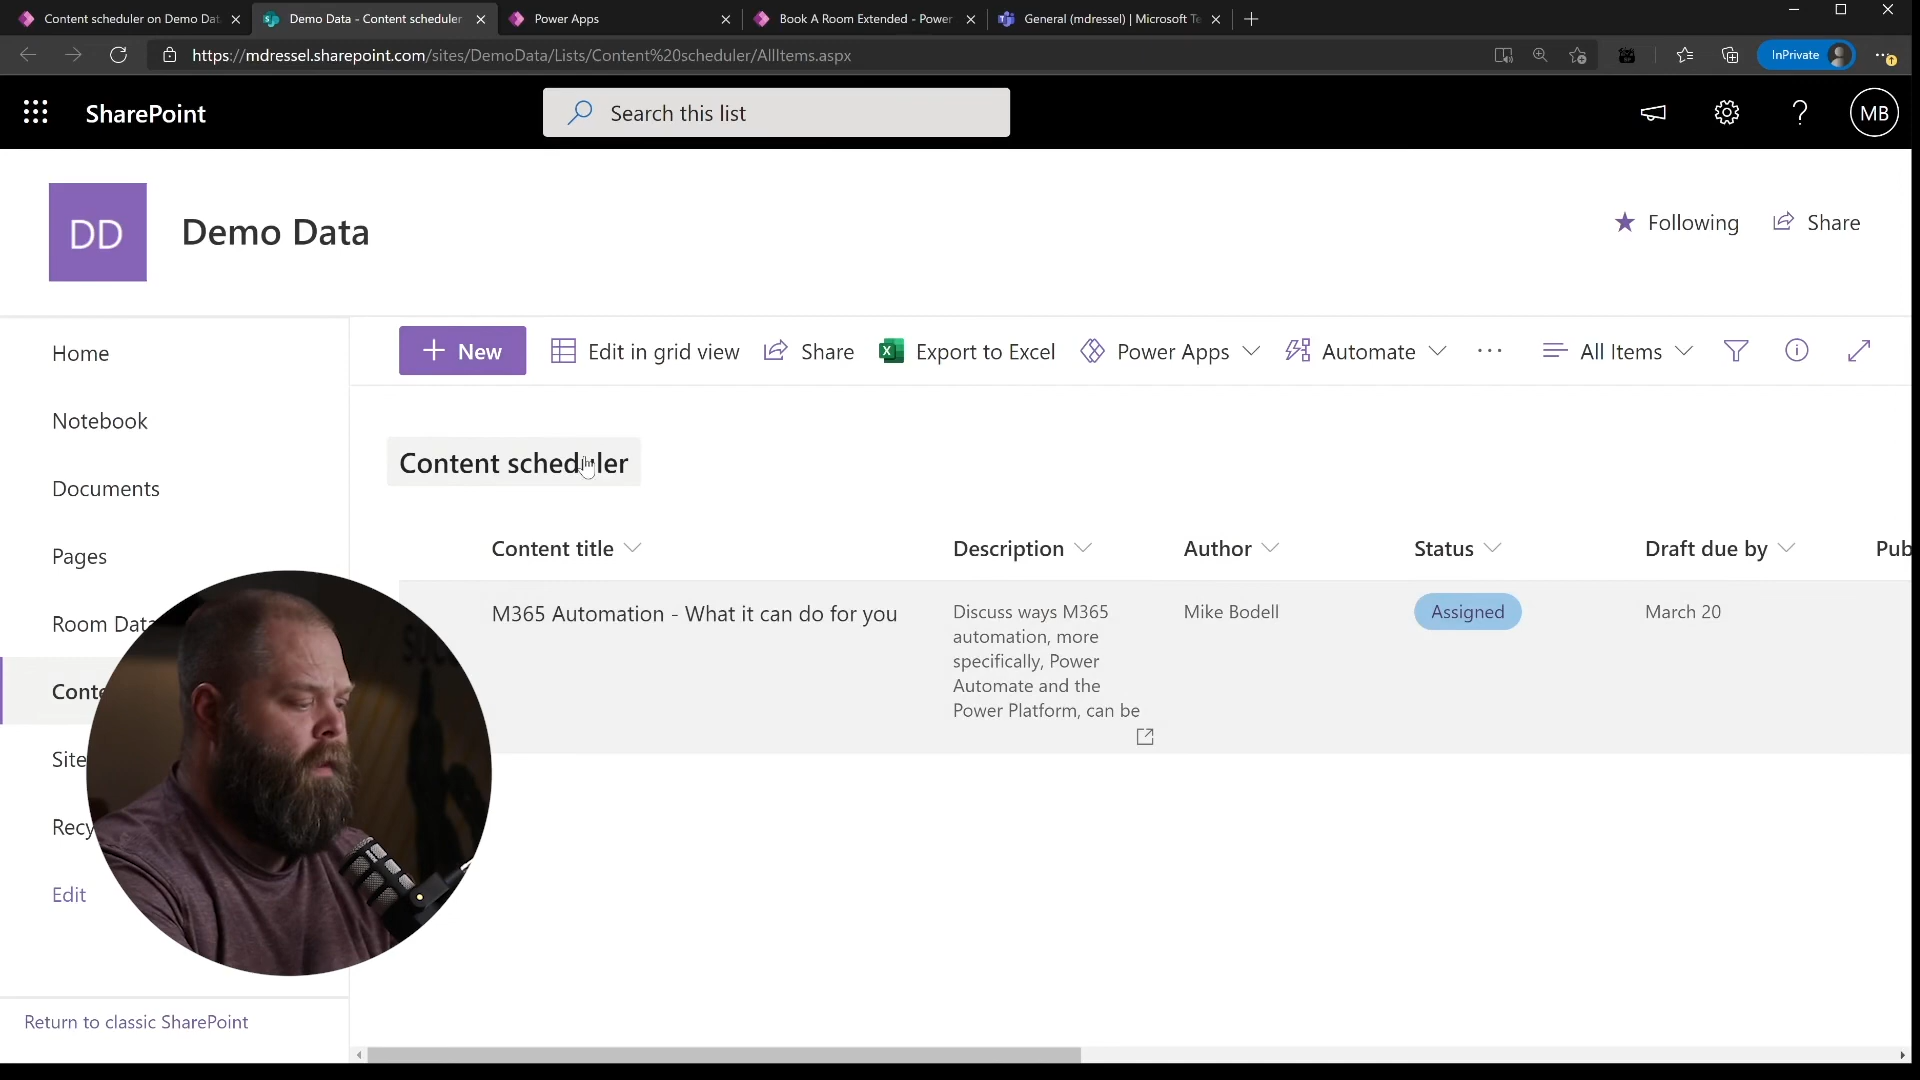 Content scheduler on Demo Dat
Demo Data - Content scheduler
Power Apps
Book A Room Extended - Power
General (mdressel) | Microsoft Te
https://mdressel.sharepoint.com/sites/DemoData/Lists/Content%20scheduler/AllItems.aspx
InPrivate
SharePoint
Search this list
MB
DD
Demo Data
Following
Share
Home
Notebook
Documents
Pages
Room Data
Conte
Site
Recy
Edit
Return to classic SharePoint
New
Edit in grid view
Share
Export to Excel
Power Apps
Automate
All Items
Content scheduler
Content title
Description
Author
Status
Draft due by
Pub
M365 Automation - What it can do for you
Discuss ways M365
automation, more
specifically, Power
Automate and the
Power Platform, can be
Mike Bodell
Assigned
March 20